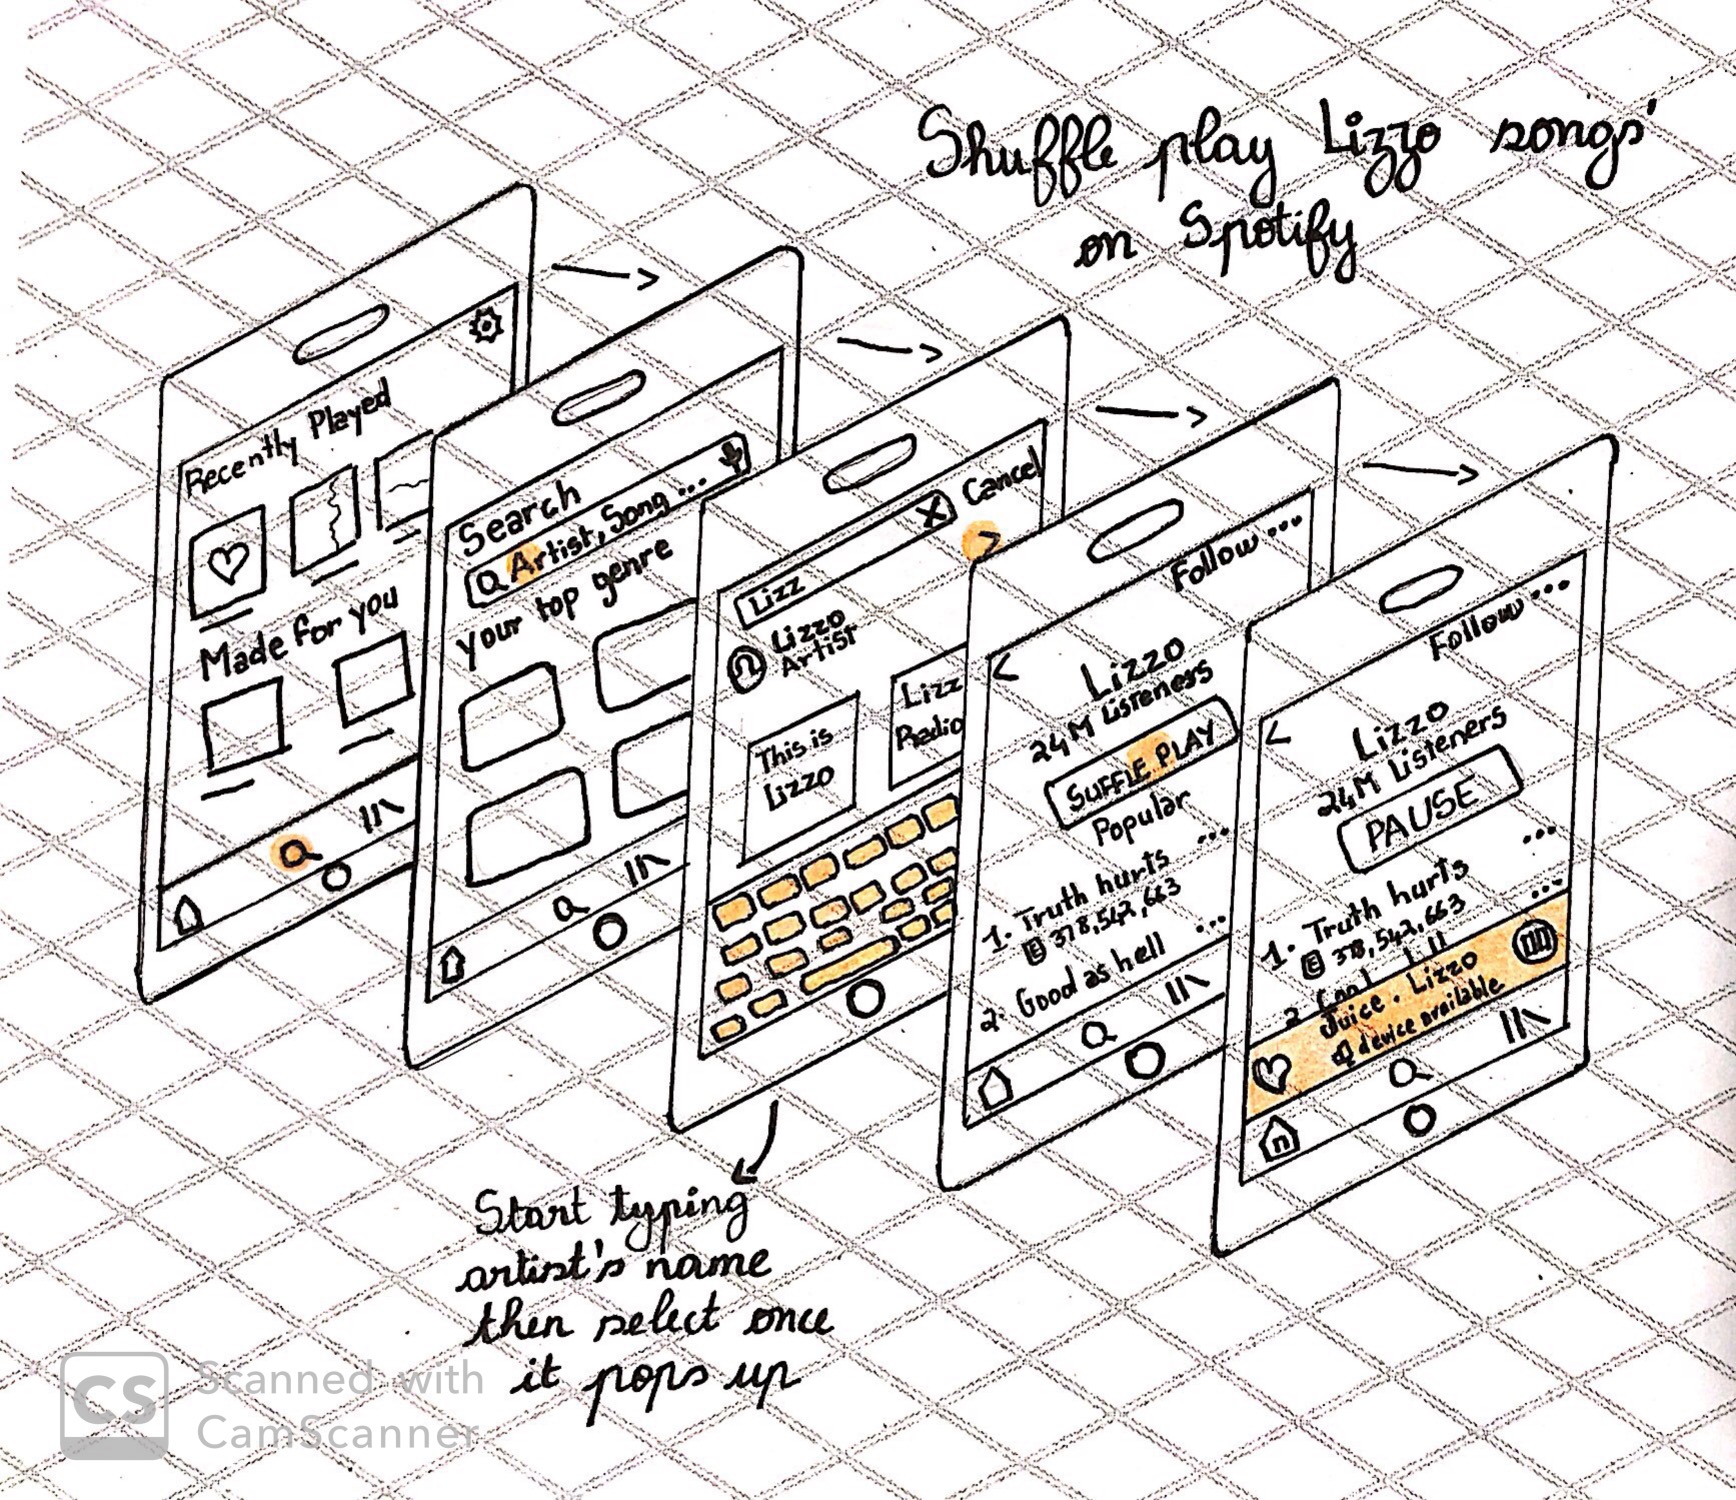 Shuffle play Lizzo songs'
on Spotify
Recently Played
Made for you
Search
Artist, Song ...
your top genre
Cancel
Lizz
Lizzo
Artist
This is
Lizzo
Lizz
Radio
Follow ...
Lizzo
24M Listeners
SUFFLE PLAY
Popular
1. Truth hurts ...
E 378,542,663
2. Good as hell ...
Follow ...
Lizzo
24M Listeners
PAUSE
1. Truth hurts ...
E 378,542,663
2. ...
Juice . Lizzo
device available
Start typing
artist's name
then select once
it pops up
CS
Scanned with
CamScanner